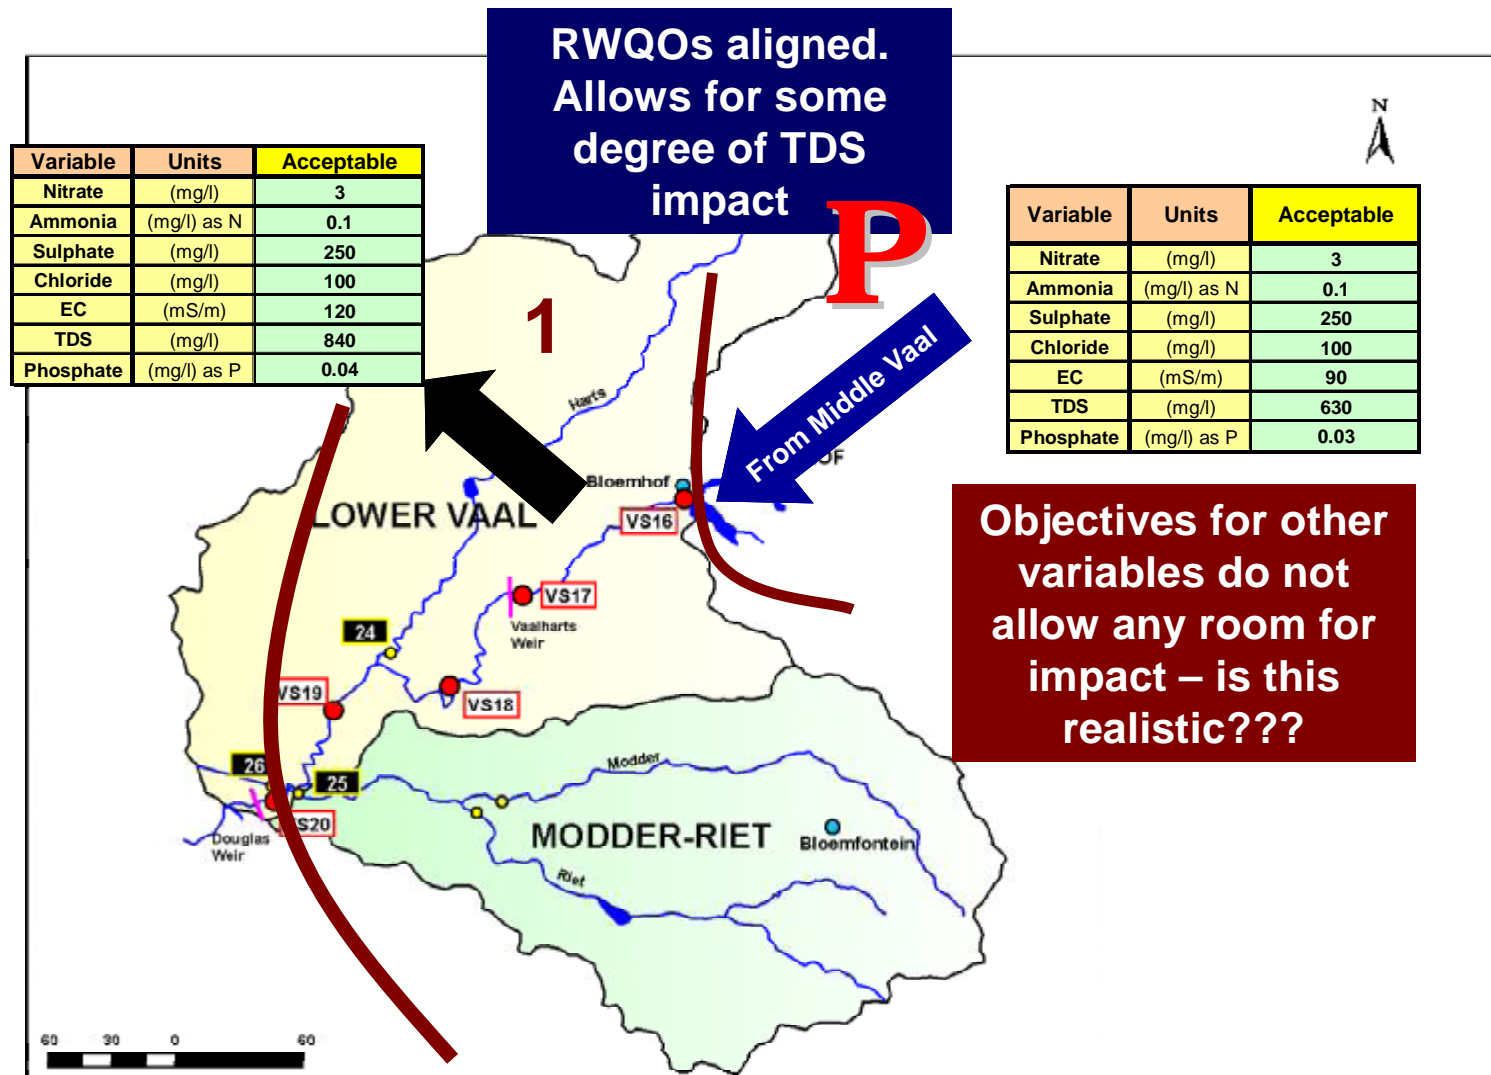 RWQOs aligned.
Allows for some
degree of TDS
impact
P
N
Variable Units Acceptable
Nitrate (mg/l) 3
Ammonia (mg/l) as N 0.1
Sulphate (mg/l) 250
Chloride (mg/l) 100
EC (mS/m) 120
TDS (mg/l) 840
Phosphate (mg/l) as P 0.04
Variable Units Acceptable
Nitrate (mg/l) 3
Ammonia (mg/l) as N 0.1
Sulphate (mg/l) 250
Chloride (mg/l) 100
EC (mS/m) 90
TDS (mg/l) 630
Phosphate (mg/l) as P 0.03
1
Harts
From Middle Vaal
OF
Bloemhof
LOWER VAAL
VS16
VS17
Vaalharts
Weir
24
VS19
VS18
26
25
VS20
Douglas
Weir
Modder
MODDER-RIET
Bloemfontein
Riet
Objectives for other
variables do not
allow any room for
impact – is this
realistic???
60 30 0 60